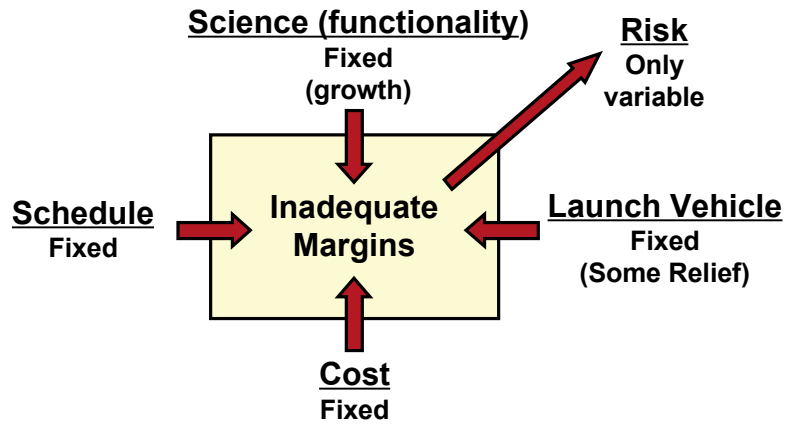 Science (functionality)
Fixed
(growth)
Risk
Only
variable
Schedule
Fixed
Inadequate
Margins
Launch Vehicle
Fixed
(Some Relief)
Cost
Fixed